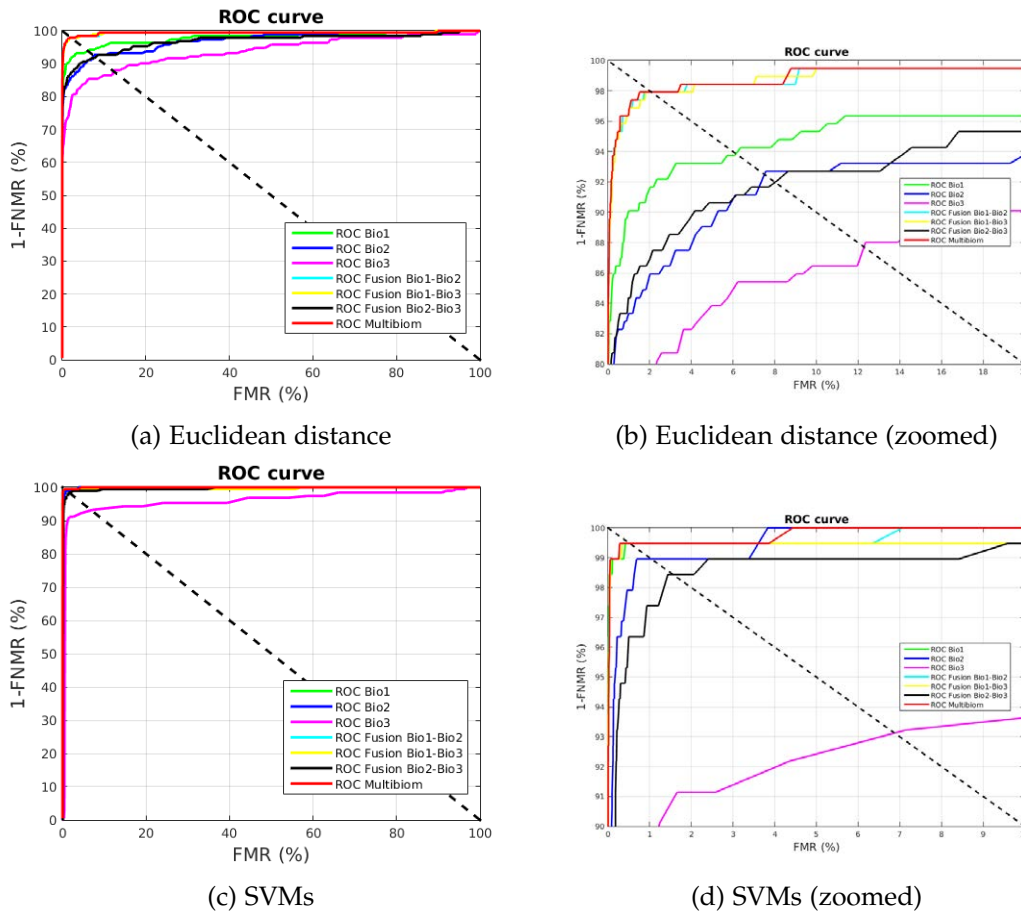 ROC curve
100
90
80
70
60
50
40
30
20
10
0
1-FNMR (%)
0 20 40 60 80 100
FMR (%)
ROC Bio1
ROC Bio2
ROC Bio3
ROC Fusion Bio1-Bio2
ROC Fusion Bio1-Bio3
ROC Fusion Bio2-Bio3
ROC Multibiom
(a) Euclidean distance
ROC curve
100
98
96
94
92
90
88
86
84
82
80
1-FNMR (%)
0 2 4 6 8 10 12 14 16 18
FMR (%)
ROC Bio1
ROC Bio2
ROC Bio3
ROC Fusion Bio1-Bio2
ROC Fusion Bio1-Bio3
ROC Fusion Bio2-Bio3
ROC Multibiom
(b) Euclidean distance (zoomed)
ROC curve
100
90
80
70
60
50
40
30
20
10
0
1-FNMR (%)
0 20 40 60 80 100
FMR (%)
ROC Bio1
ROC Bio2
ROC Bio3
ROC Fusion Bio1-Bio2
ROC Fusion Bio1-Bio3
ROC Fusion Bio2-Bio3
ROC Multibiom
(c) SVMs
ROC curve
100
99
98
97
96
95
94
93
92
91
90
1-FNMR (%)
0 1 2 3 4 5 6 7 8 9
FMR (%)
ROC Bio1
ROC Bio2
ROC Bio3
ROC Fusion Bio1-Bio2
ROC Fusion Bio1-Bio3
ROC Fusion Bio2-Bio3
ROC Multibiom
(d) SVMs (zoomed)